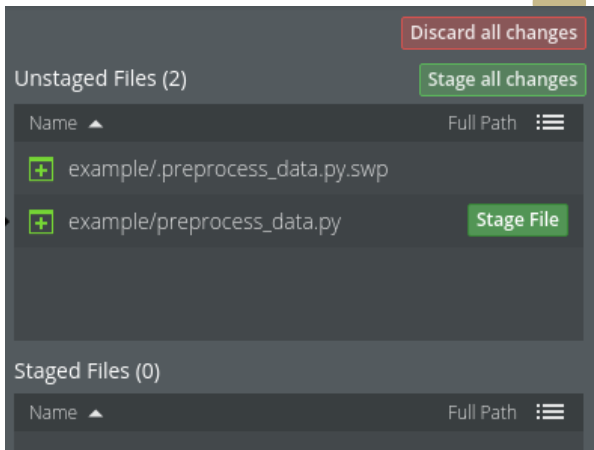 Discard all changes
Unstaged Files (2) Stage all changes
Name Full Path
example/.preprocess_data.py.swp
example/preprocess_data.py Stage File
Staged Files (0)
Name Full Path